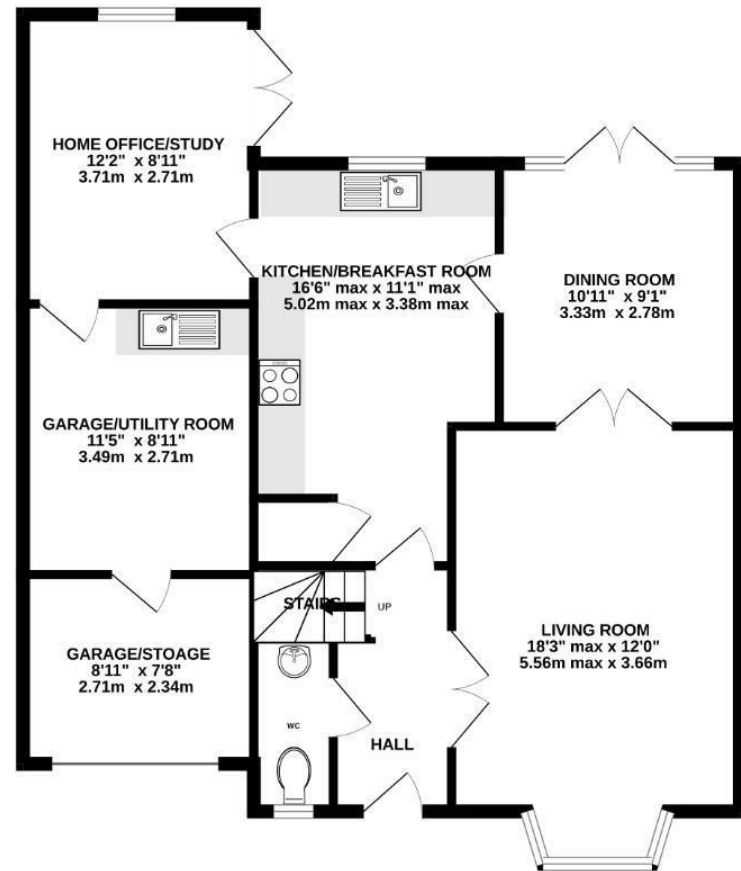 HOME OFFICE/STUDY
12'2" x 8'11"
3.71m x 2.71m
KITCHEN/BREAKFAST ROOM
16'6" max x 11'1" max
5.02m max x 3.38m max
DINING ROOM
10'11" x 9'1"
3.33m x 2.78m
GARAGE/UTILITY ROOM
11'5" x 8'11"
3.49m x 2.71m
STAIRS
UP
GARAGE/STOAGE
8'11" x 7'8"
2.71m x 2.34m
LIVING ROOM
18'3" max x 12'0"
5.56m max x 3.66m
WC
HALL